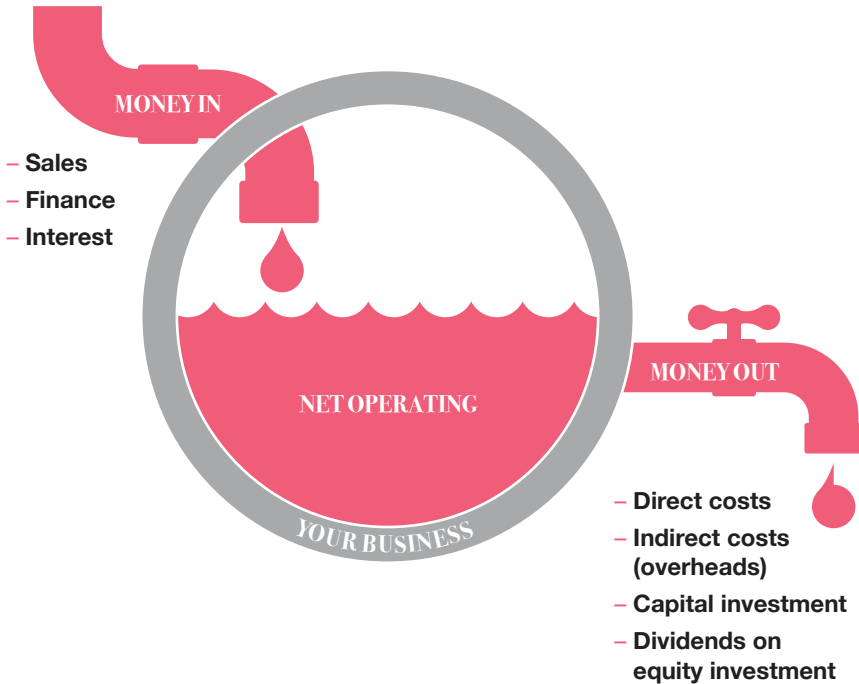 MONEY IN
– Sales
– Finance
– Interest
NET OPERATING
YOUR BUSINESS
MONEY OUT
– Direct costs
– Indirect costs
(overheads)
– Capital investment
– Dividends on
equity investment